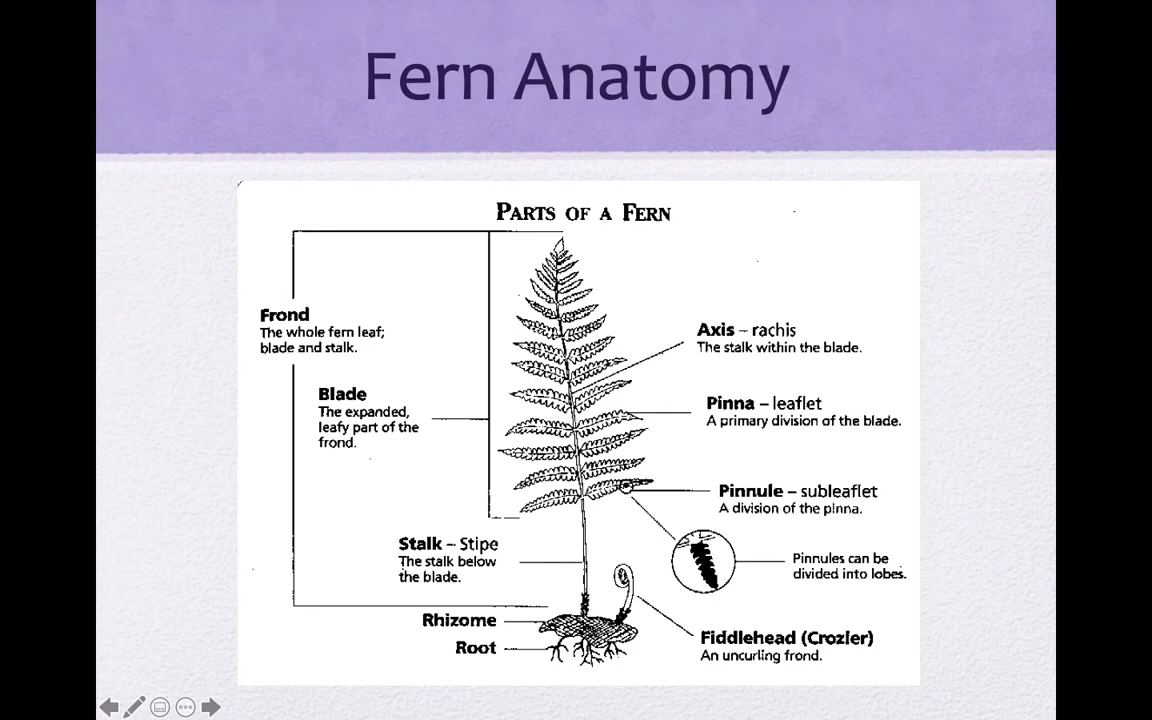 Fern Anatomy
PARTS OF A FERN
Frond
The whole fern leaf;
blade and stalk.
Blade
The expanded,
leafy part of the
frond.
Stalk – Stipe
The stalk below
the blade.
Rhizome
Root
Axis – rachis
The stalk within the blade.
Pinna – leaflet
A primary division of the blade.
Pinnule – subleaflet
A division of the pinna.
Pinnules can be
divided into lobes.
Fiddlehead (Crozier)
An uncurling frond.